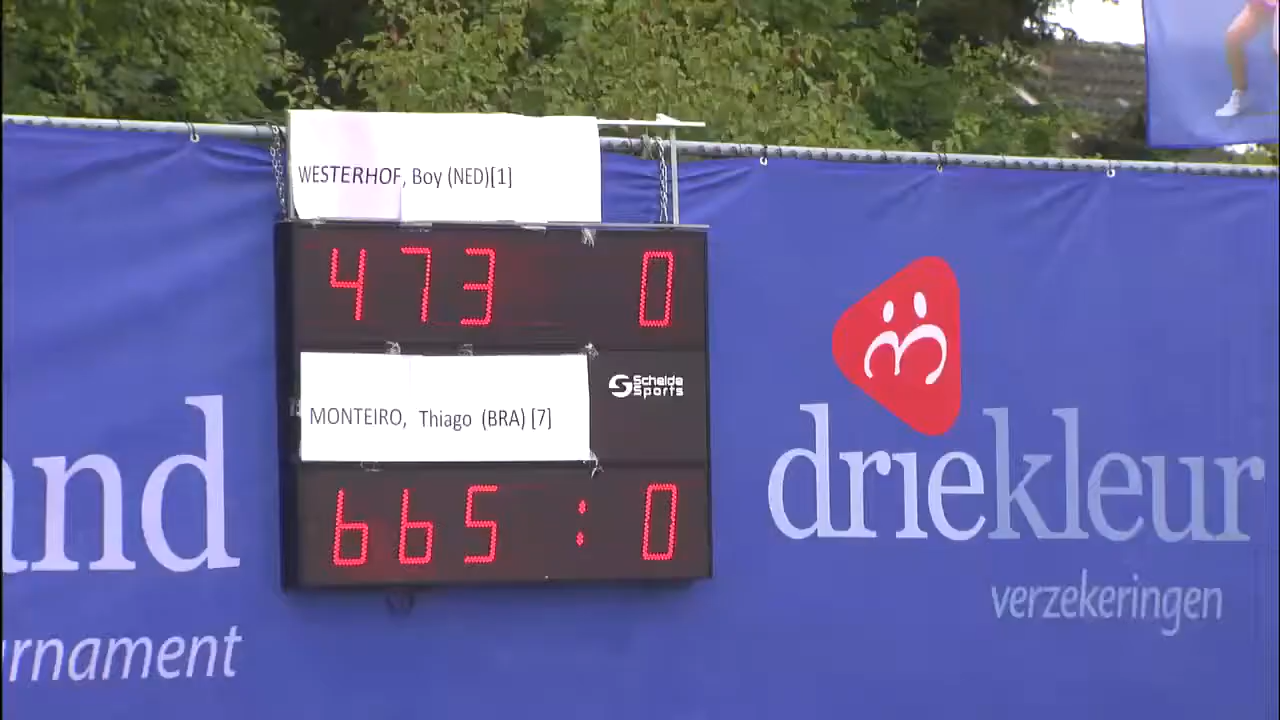 WESTERHOF, Boy (NED)[1]
4 7 3 0
Schelde
Sports
MONTEIRO, Thiago (BRA) [7]
6 6 5 : 0
and
urnament
driekleur
verzekeringen